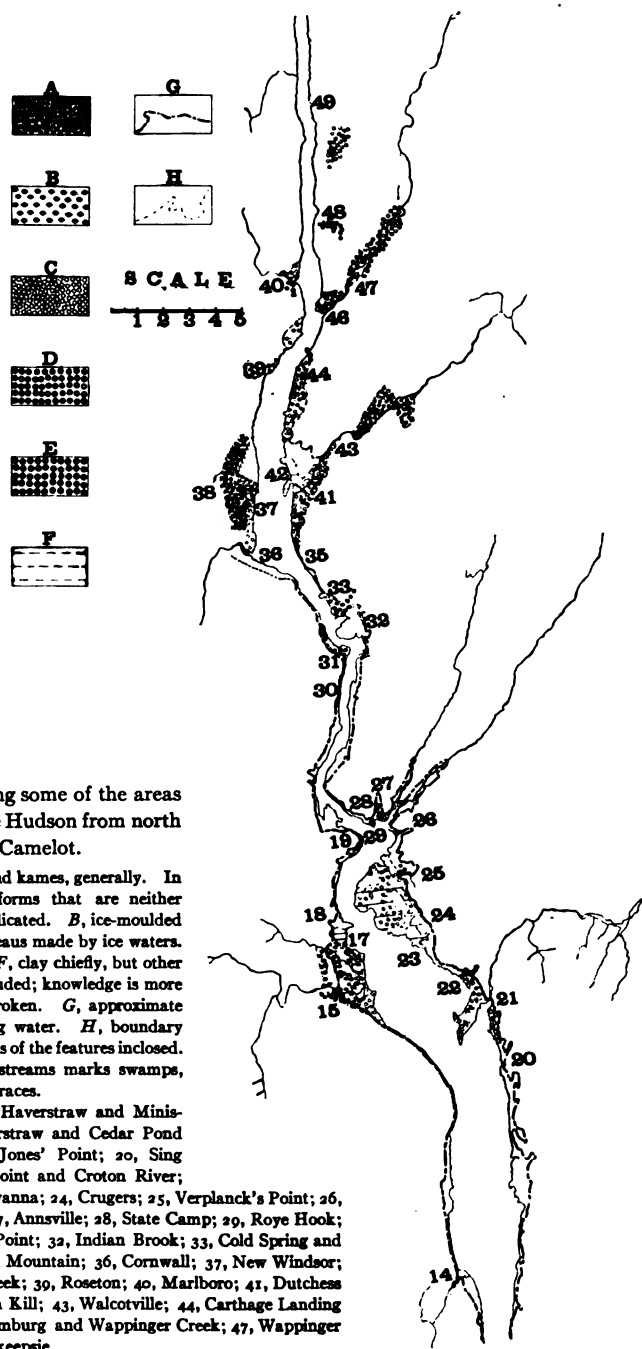 A
G
B
H
C
SCALE
1 2 3 4 5
D
E
F
49
48
40
47
46
39
44
43
42
38
41
37
36
35
33
32
31
30
27
28
26
19
29
25
18
24
17
23
22
21
15
20
14
ng some of the areas
e Hudson from north
Camelot.
nd kames, generally. In
forms that are neither
dicated. B, ice-moulded
eaus made by ice waters.
F, clay chiefly, but other
uded; knowledge is more
roken. G, approximate
g water. H, boundary
s of the features inclosed.
streams marks swamps,
races.
Haverstraw and Minis-
rstraw and Cedar Pond
Jones' Point; 20, Sing
oint and Croton River;
vanna; 24, Crugers; 25, Verplanck's Point; 26,
7, Annsville; 28, State Camp; 29, Roye Hook;
Point; 32, Indian Brook; 33, Cold Spring and
Mountain; 36, Cornwall; 37, New Windsor;
eek; 39, Roseton; 40, Marlboro; 41, Dutchess
Kill; 43, Walcotville; 44, Carthage Landing
mburg and Wappinger Creek; 47, Wappinger
keepsie.